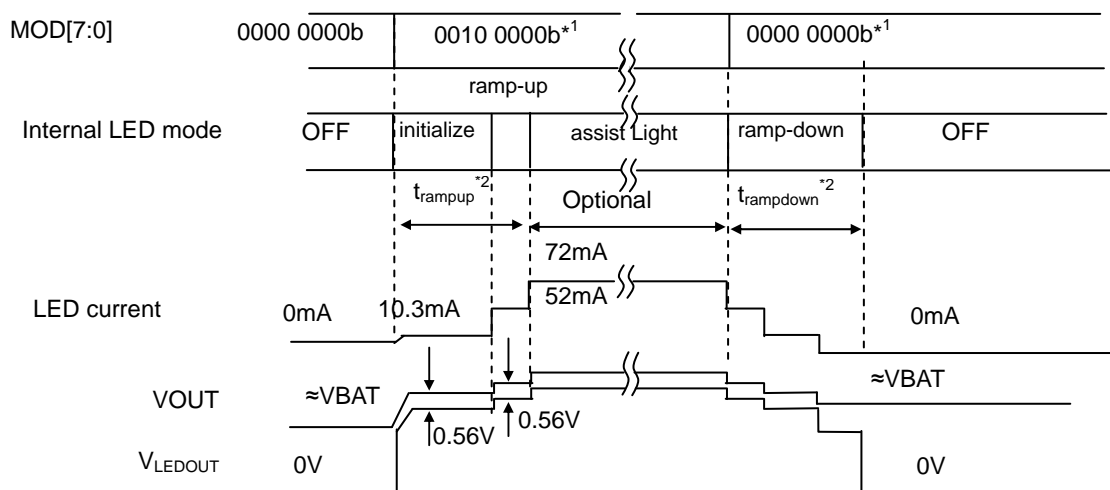 MOD[7:0] 0000 0000b 0010 0000b*1 0000 0000b*1
ramp-up
Internal LED mode OFF initialize assist Light ramp-down OFF
trampup*2 Optional trampdown*2
72mA
LED current 0mA 10.3mA 52mA 0mA
VOUT ≈VBAT ≈VBAT
0.56V 0.56V
VLEDOUT 0V 0V